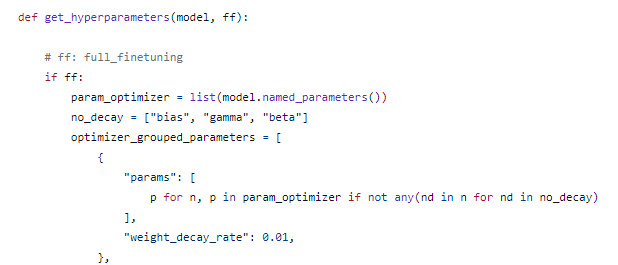 def get_hyperparameters(model, ff):
# ff: full_finetuning
if ff:
param_optimizer = list(model.named_parameters())
no_decay = ["bias", "gamma", "beta"]
optimizer_grouped_parameters = [
{
"params": [
p for n, p in param_optimizer if not any(nd in n for nd in no_decay)
],
"weight_decay_rate": 0.01,
},